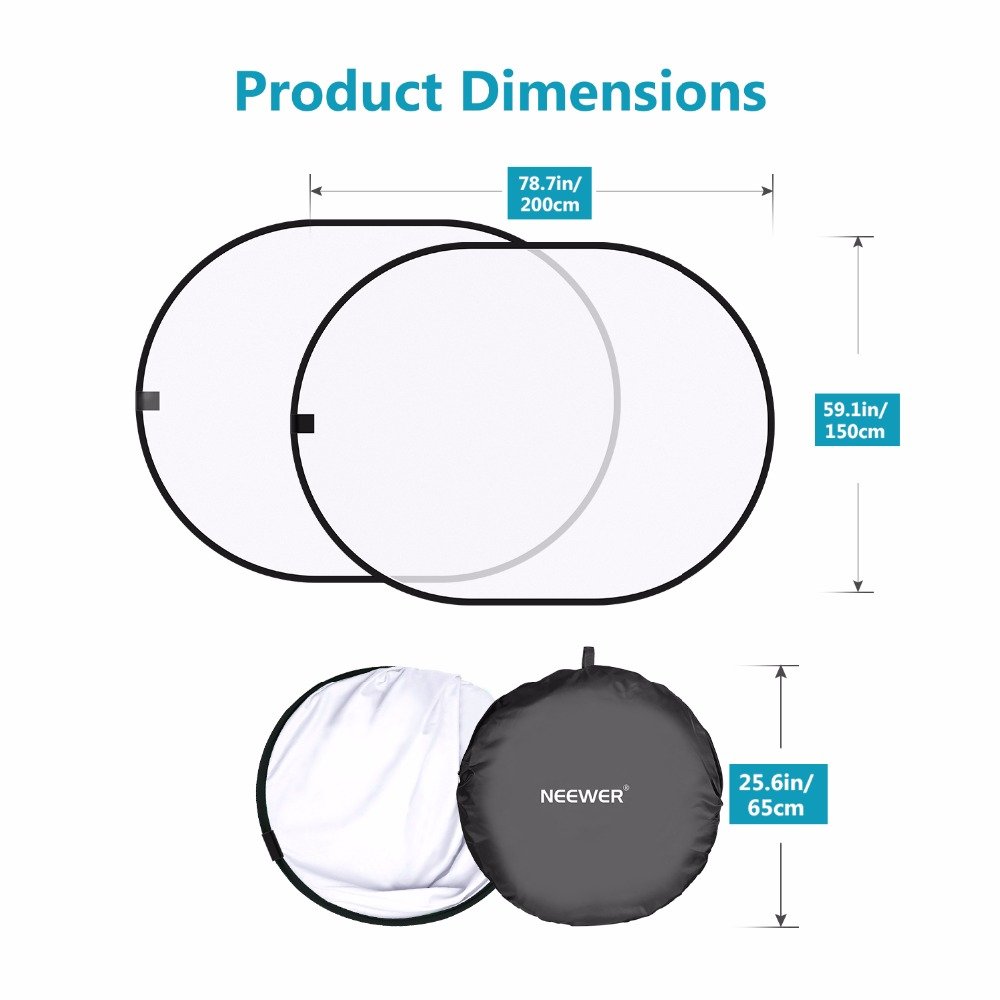 Product Dimensions
78.7in/
200cm
59.1in/
150cm
NEEWER®
25.6in/
65cm